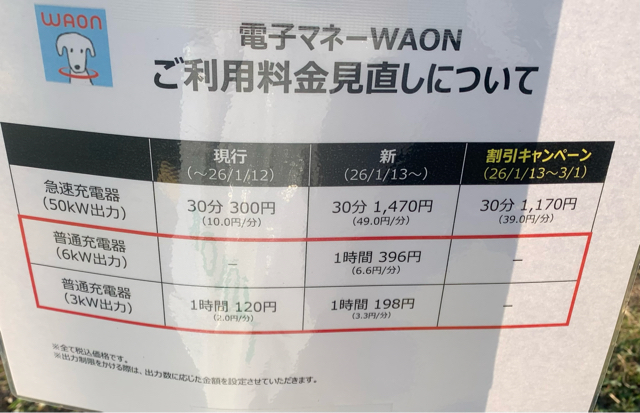 WAON
電子マネーWAON
ご利用料金見直しについて
現行 新 割引キャンペーン
(～26/1/12) (26/1/13～) (26/1/13～3/1)
急速充電器 30分 300円 30分 1,470円 30分 1,170円
(50kW出力) (10.0円/分) (49.0円/分) (39.0円/分)
普通充電器 － 1時間 396円 －
(6kW出力) (6.6円/分)
普通充電器 1時間 120円 1時間 198円 －
(3kW出力) (2.0円/分) (3.3円/分)
※全て税込価格です。
※出力制限をかける際は、出力数に応じた金額を設定させていただきます。